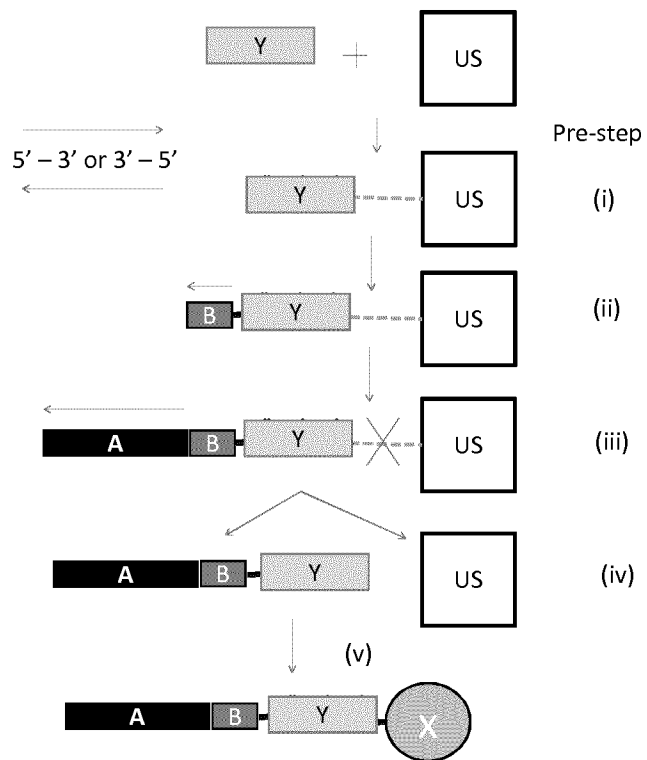 Y + US
Pre-step
5' – 3' or 3' – 5'
Y US (i)
B Y US (ii)
A B Y US (iii)
A B Y US (iv)
(v)
A B Y X